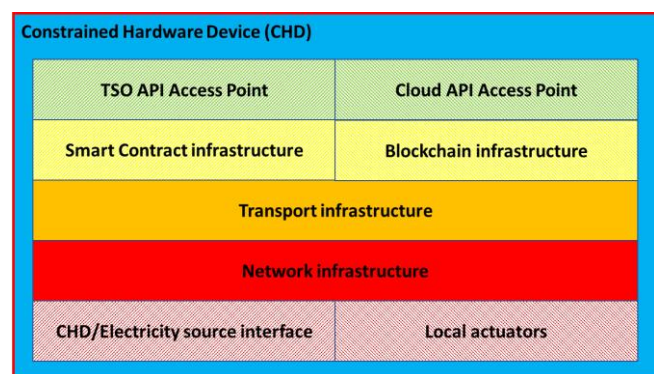 Constrained Hardware Device (CHD)
TSO API Access Point
Cloud API Access Point
Smart Contract infrastructure
Blockchain infrastructure
Transport infrastructure
Network infrastructure
CHD/Electricity source interface
Local actuators